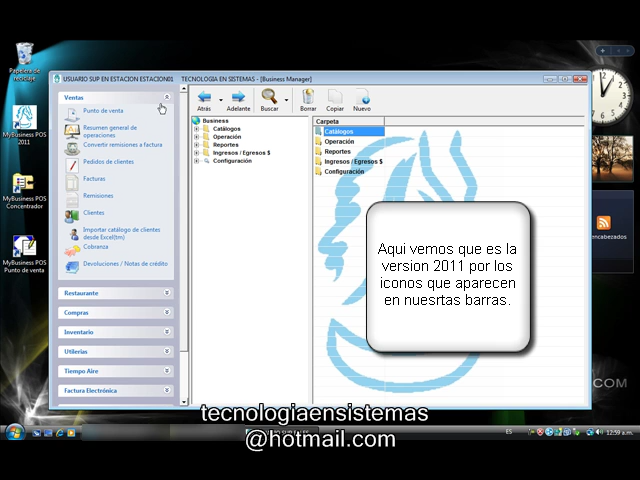 Papelera de reciclaje
MyBusiness POS 2011
MyBusiness POS Concentrador
MyBusiness POS Punto de venta
USUARIO SUP EN ESTACION ESTACION01 TECNOLOGIA EN SISTEMAS - [Business Manager]
Ventas
Punto de venta
Resumen general de operaciones
Convertir remisiones a factura
Pedidos de clientes
Facturas
Remisiones
Clientes
Importar catálogo de clientes desde Excel(tm)
Cobranza
Devoluciones / Notas de crédito
Restaurante
Compras
Inventario
Utilerias
Tiempo Aire
Factura Electrónica
Atrás Adelante Buscar Borrar Copiar Nuevo
Business
Catálogos
Operación
Reportes
Ingresos / Egresos $
Configuración
Carpeta
Catálogos
Operación
Reportes
Ingresos / Egresos $
Configuración
Aqui vemos que es la
version 2011 por los
iconos que aparecen
en nuesrtas barras.
encabezados
COM
tecnologiaensistemas
@hotmail.com
ES
12:59 a.m.